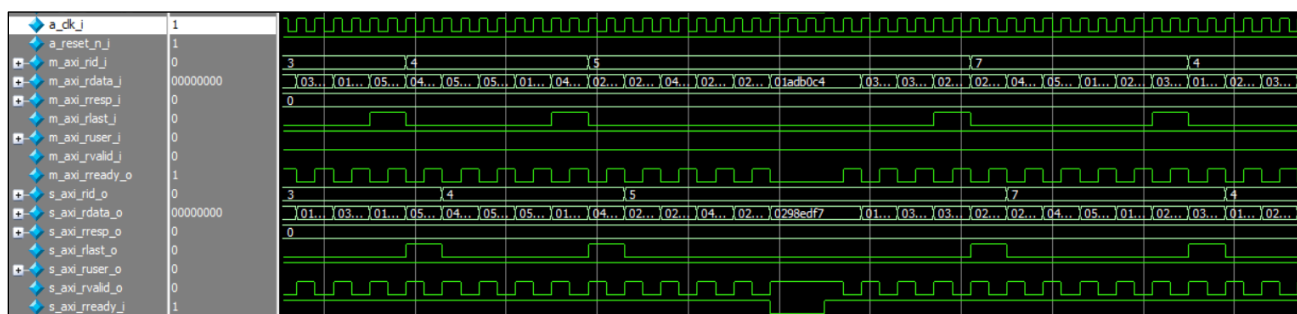 a_clk_i 1
a_reset_n_i 1
m_axi_rid_i 0 3 4 5 7 4
m_axi_rdata_i 00000000 03... 01... 05... 04... 05... 05... 01... 04... 02... 02... 04... 02... 02... 01adb0c4 03... 03... 02... 02... 04... 05... 01... 02... 03... 01... 02... 03...
m_axi_rresp_i 0 0
m_axi_rlast_i 0
m_axi_ruser_i 0
m_axi_rvalid_i 0
m_axi_rready_o 1
s_axi_rid_o 0 3 4 5 7 4
s_axi_rdata_o 00000000 01... 03... 01... 05... 04... 05... 05... 01... 04... 02... 02... 04... 02... 0298edf7 01... 03... 03... 02... 02... 04... 05... 01... 02... 03... 01... 02...
s_axi_rresp_o 0 0
s_axi_rlast_o 0
s_axi_ruser_o 0
s_axi_rvalid_o 0
s_axi_rready_i 1